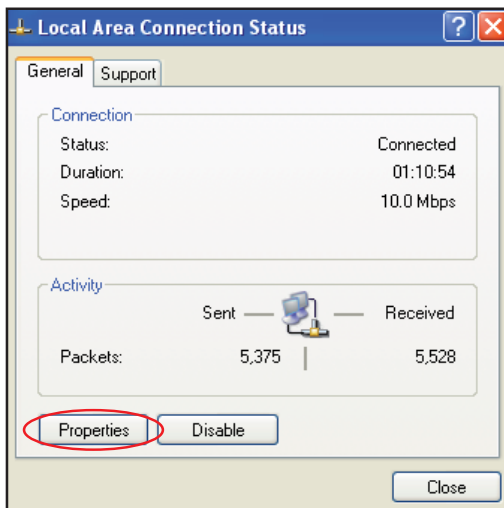 Local Area Connection Status
General Support
Connection
Status: Connected
Duration: 01:10:54
Speed: 10.0 Mbps
Activity
Sent Received
Packets: 5,375 5,528
Properties Disable
Close